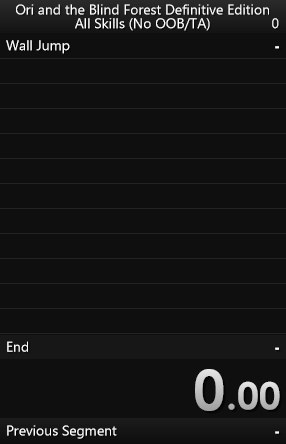 Ori and the Blind Forest Definitive Edition
All Skills (No OOB/TA) 0
Wall Jump -
End -
0.00
Previous Segment -